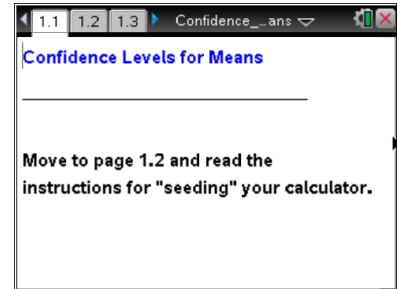 1.1 1.2 1.3 Confidence_...ans
Confidence Levels for Means
Move to page 1.2 and read the
instructions for "seeding" your calculator.